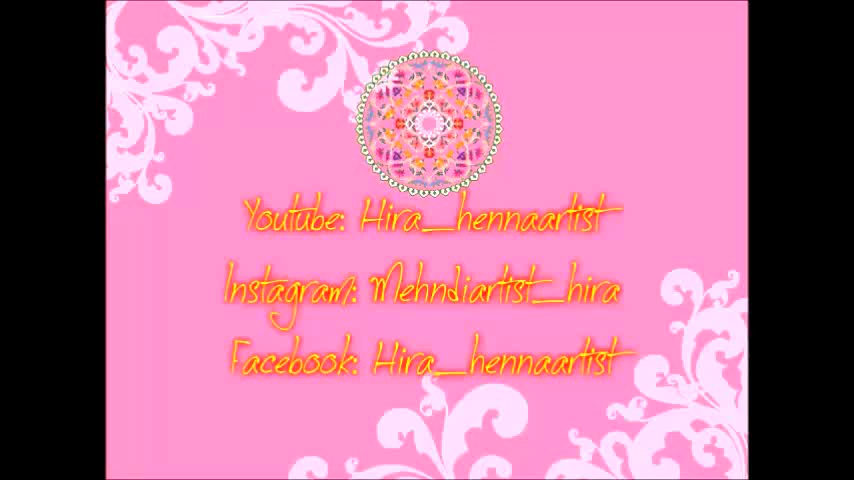 Youtube: Hira_hennaartist
Instagram: Mehndiartist_hira
Facebook: Hira_hennaartist